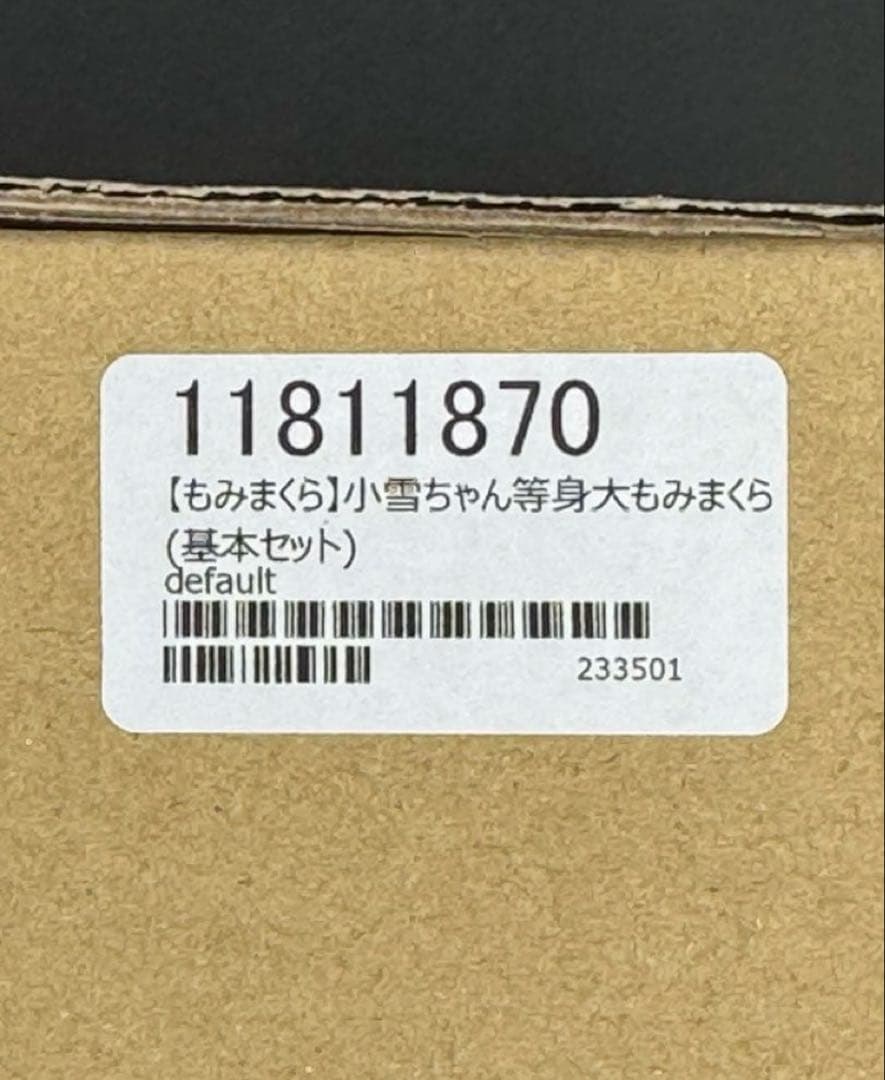 11811870
【もみまくら】小雪ちゃん等身大もみまくら
(基本セット)
default
233501